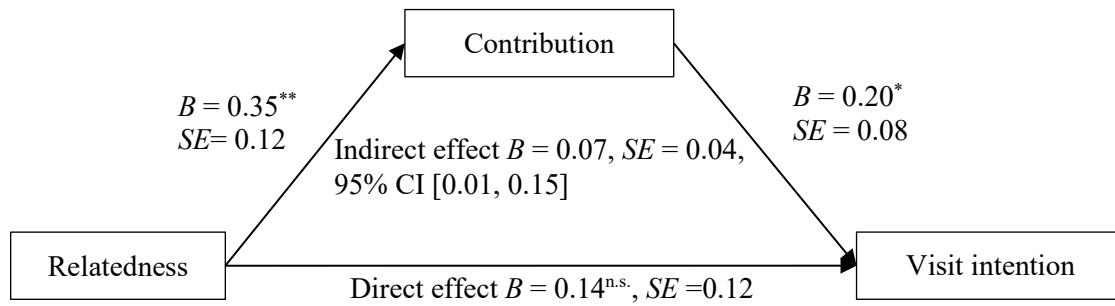 Contribution
B = 0.35**
SE= 0.12
B = 0.20*
SE = 0.08
Indirect effect B = 0.07, SE = 0.04,
95% CI [0.01, 0.15]
Relatedness
Visit intention
Direct effect B = 0.14n.s., SE =0.12